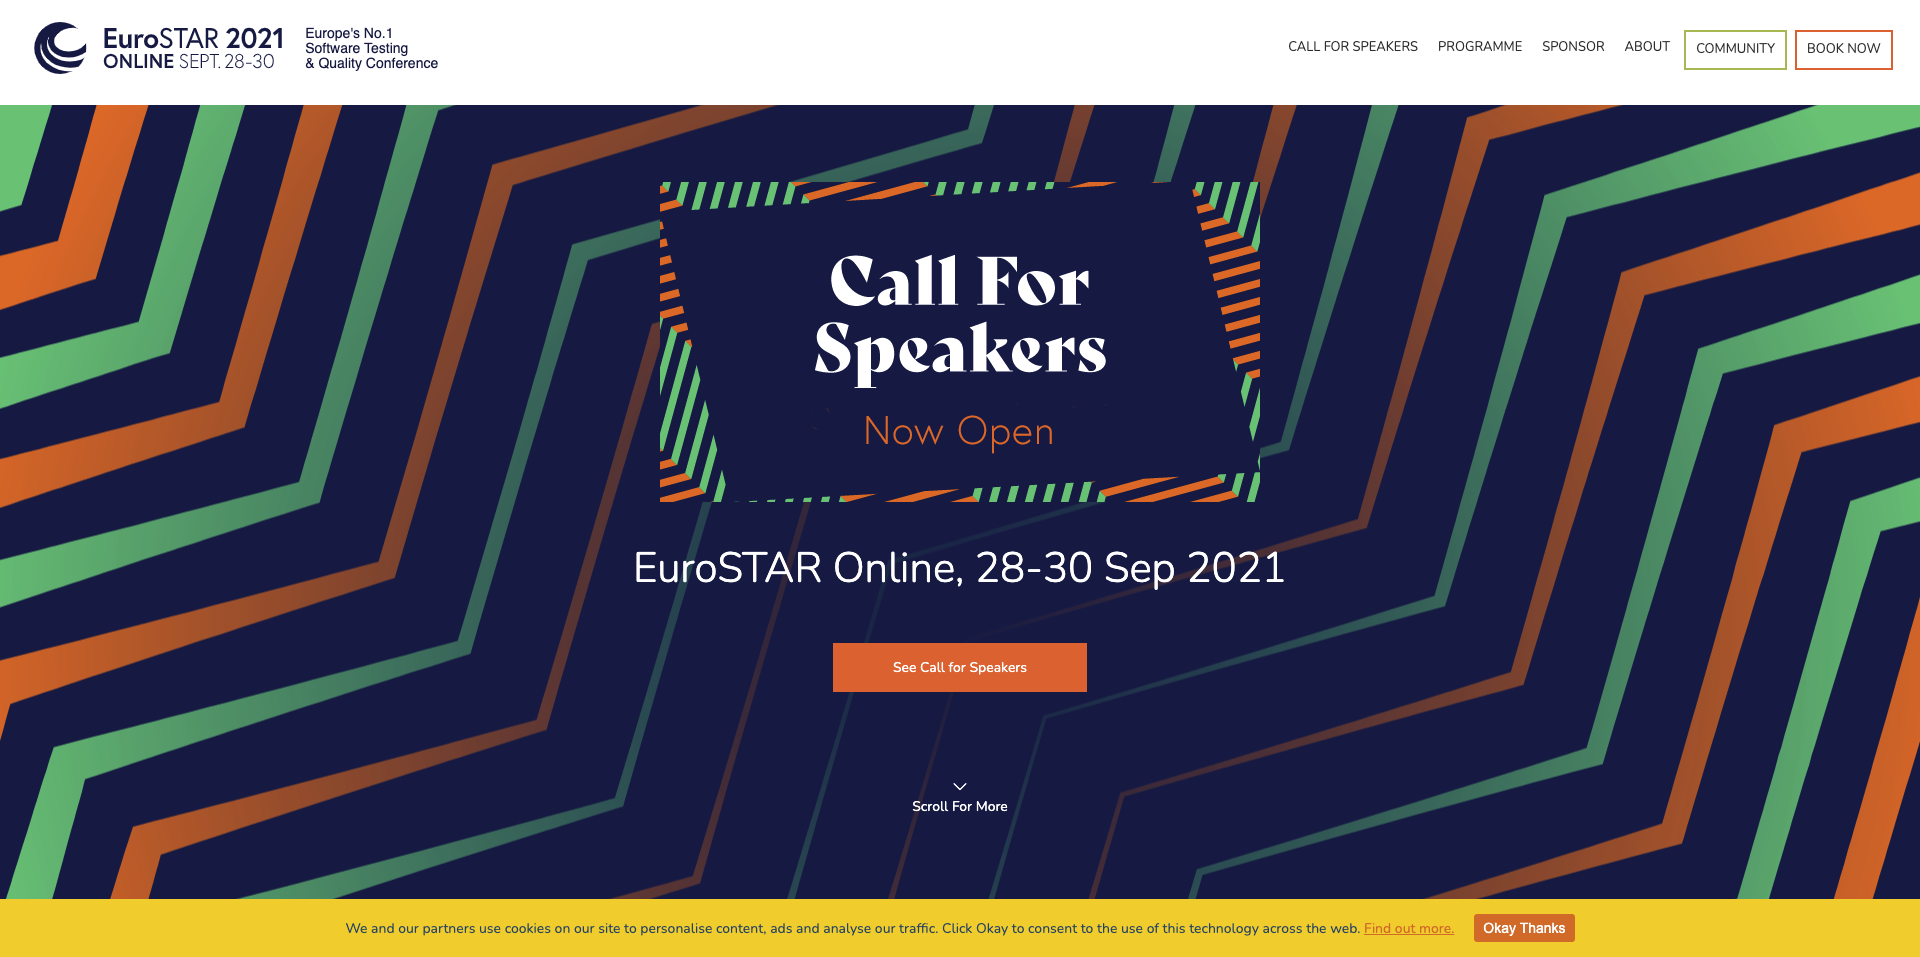 EuroSTAR 2021
ONLINE SEPT. 28-30
Europe's No.1
Software Testing
& Quality Conference
CALL FOR SPEAKERS
PROGRAMME
SPONSOR
ABOUT
COMMUNITY
BOOK NOW
Call For
Speakers
Now Open
EuroSTAR Online, 28-30 Sep 2021
See Call for Speakers
Scroll For More
We and our partners use cookies on our site to personalise content, ads and analyse our traffic. Click Okay to consent to the use of this technology across the web. Find out more.
Okay Thanks